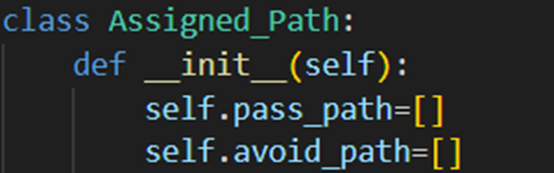 class Assigned_Path:
    def __init__(self):
        self.pass_path=[]
        self.avoid_path=[]